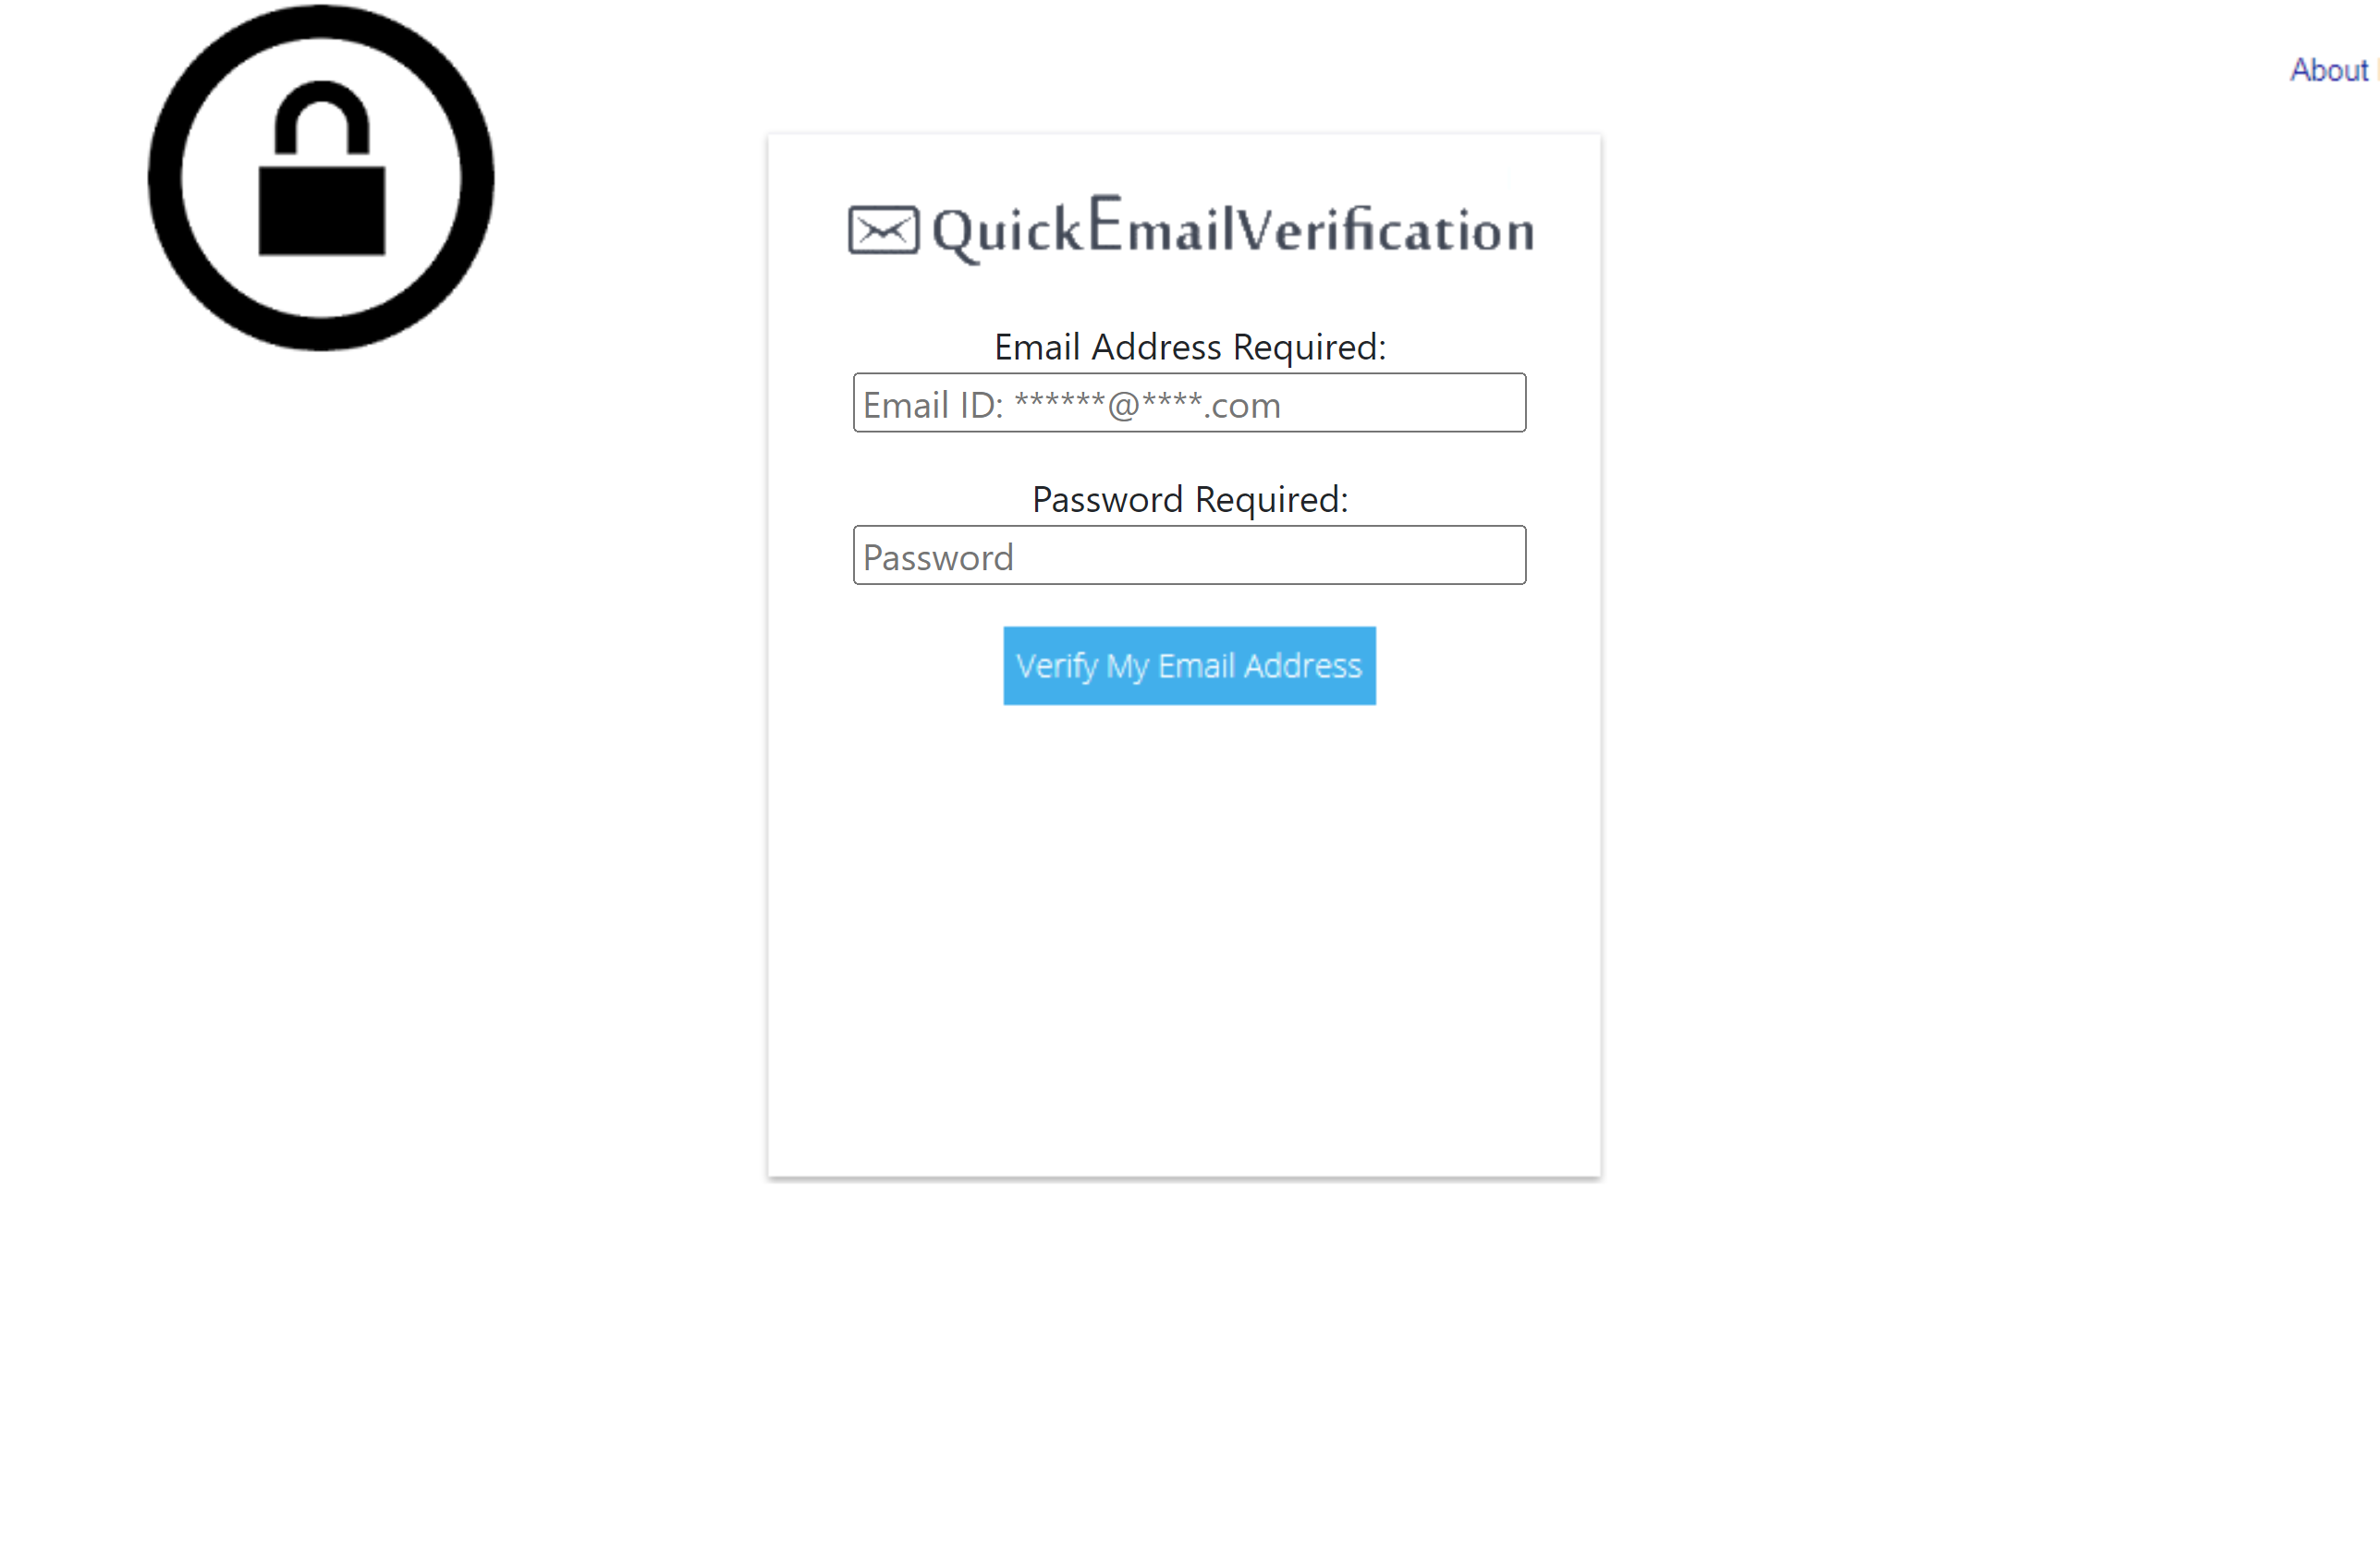 About
QuickEmailVerification
Email Address Required:
Email ID: ******@****.com
Password Required:
Password
Verify My Email Address